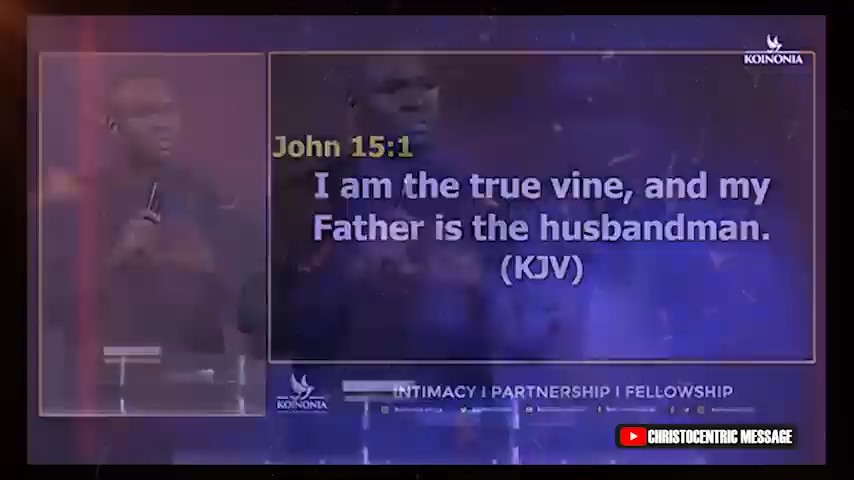 KOINONIA
John 15:1
I am the true vine, and my
Father is the husbandman.
(KJV)
KOINONIA
INTIMACY | PARTNERSHIP | FELLOWSHIP
CHRISTOCENTRIC MESSAGE